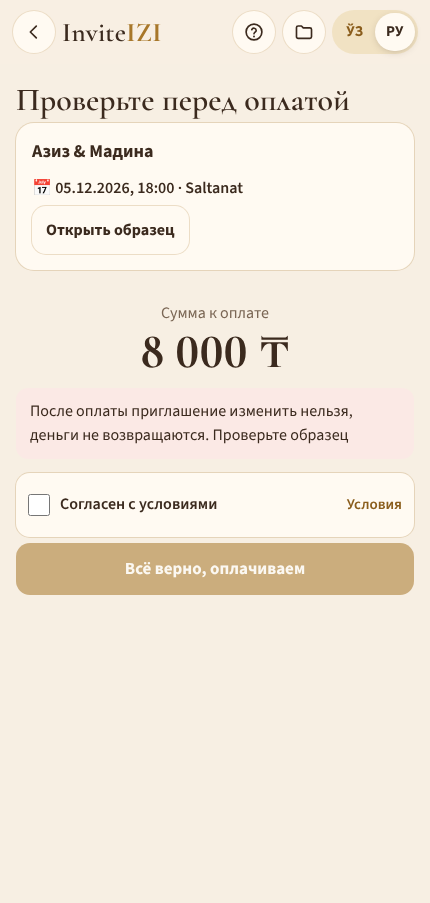 InviteIZI
ЎЗ
РУ
Проверьте перед оплатой
Азиз & Мадина
📅 05.12.2026, 18:00 · Saltanat
Открыть образец
Сумма к оплате
8 000 ₸
После оплаты приглашение изменить нельзя,
деньги не возвращаются. Проверьте образец
Согласен с условиями
Условия
Всё верно, оплачиваем